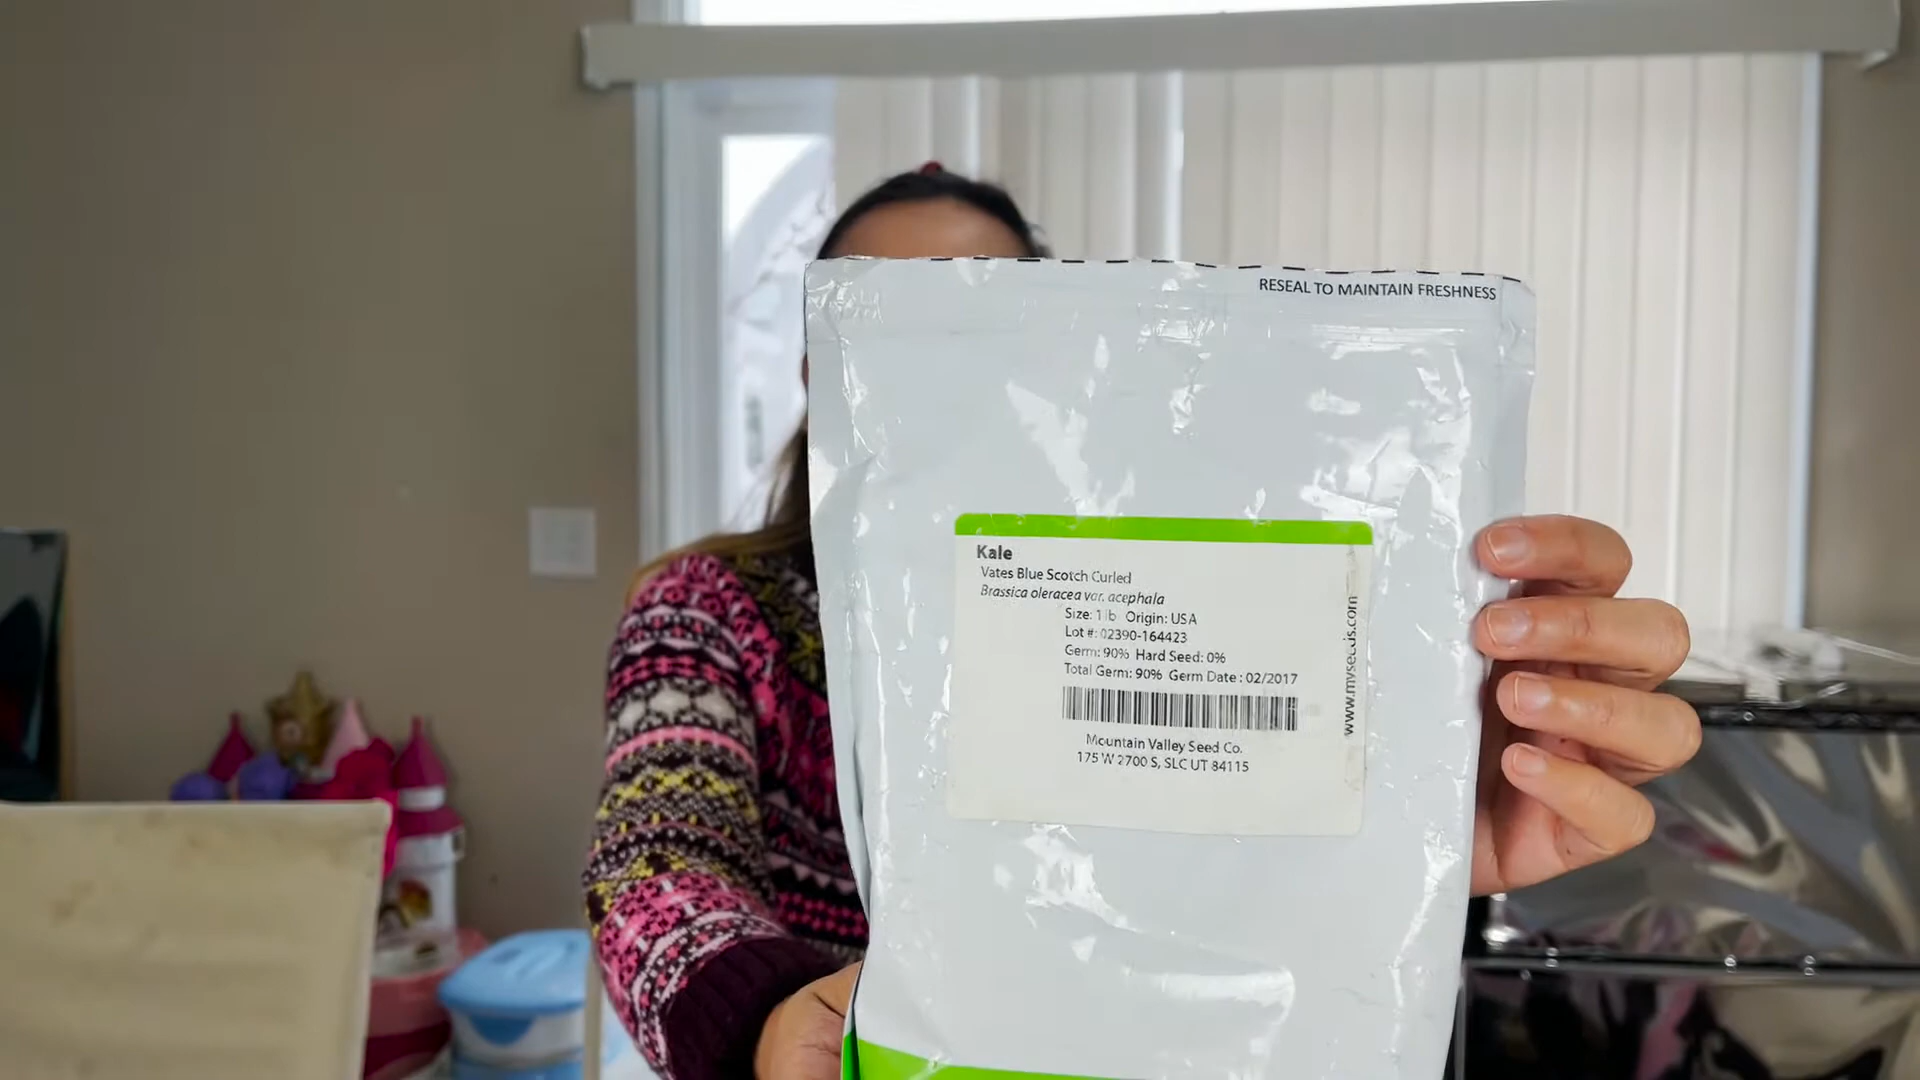 RESEAL TO MAINTAIN FRESHNESS
Kale
Vates Blue Scotch Curled
Brassica oleracea var. acephala
Size: 1 lb Origin: USA
Lot #: 02390-164423
Germ: 90% Hard Seed: 0%
Total Germ: 90% Germ Date : 02/2017
Mountain Valley Seed Co.
175 W 2700 S, SLC UT 84115
www.mvseeds.com